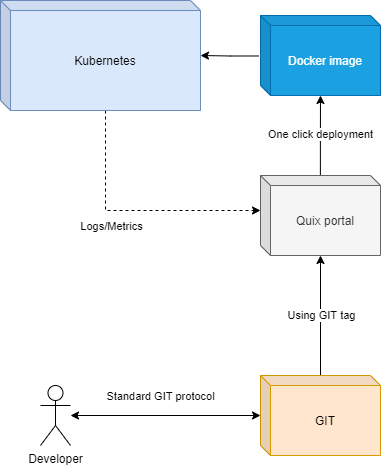 Kubernetes
Docker image
One click deployment
Quix portal
Logs/Metrics
Using GIT tag
Standard GIT protocol
GIT
Developer